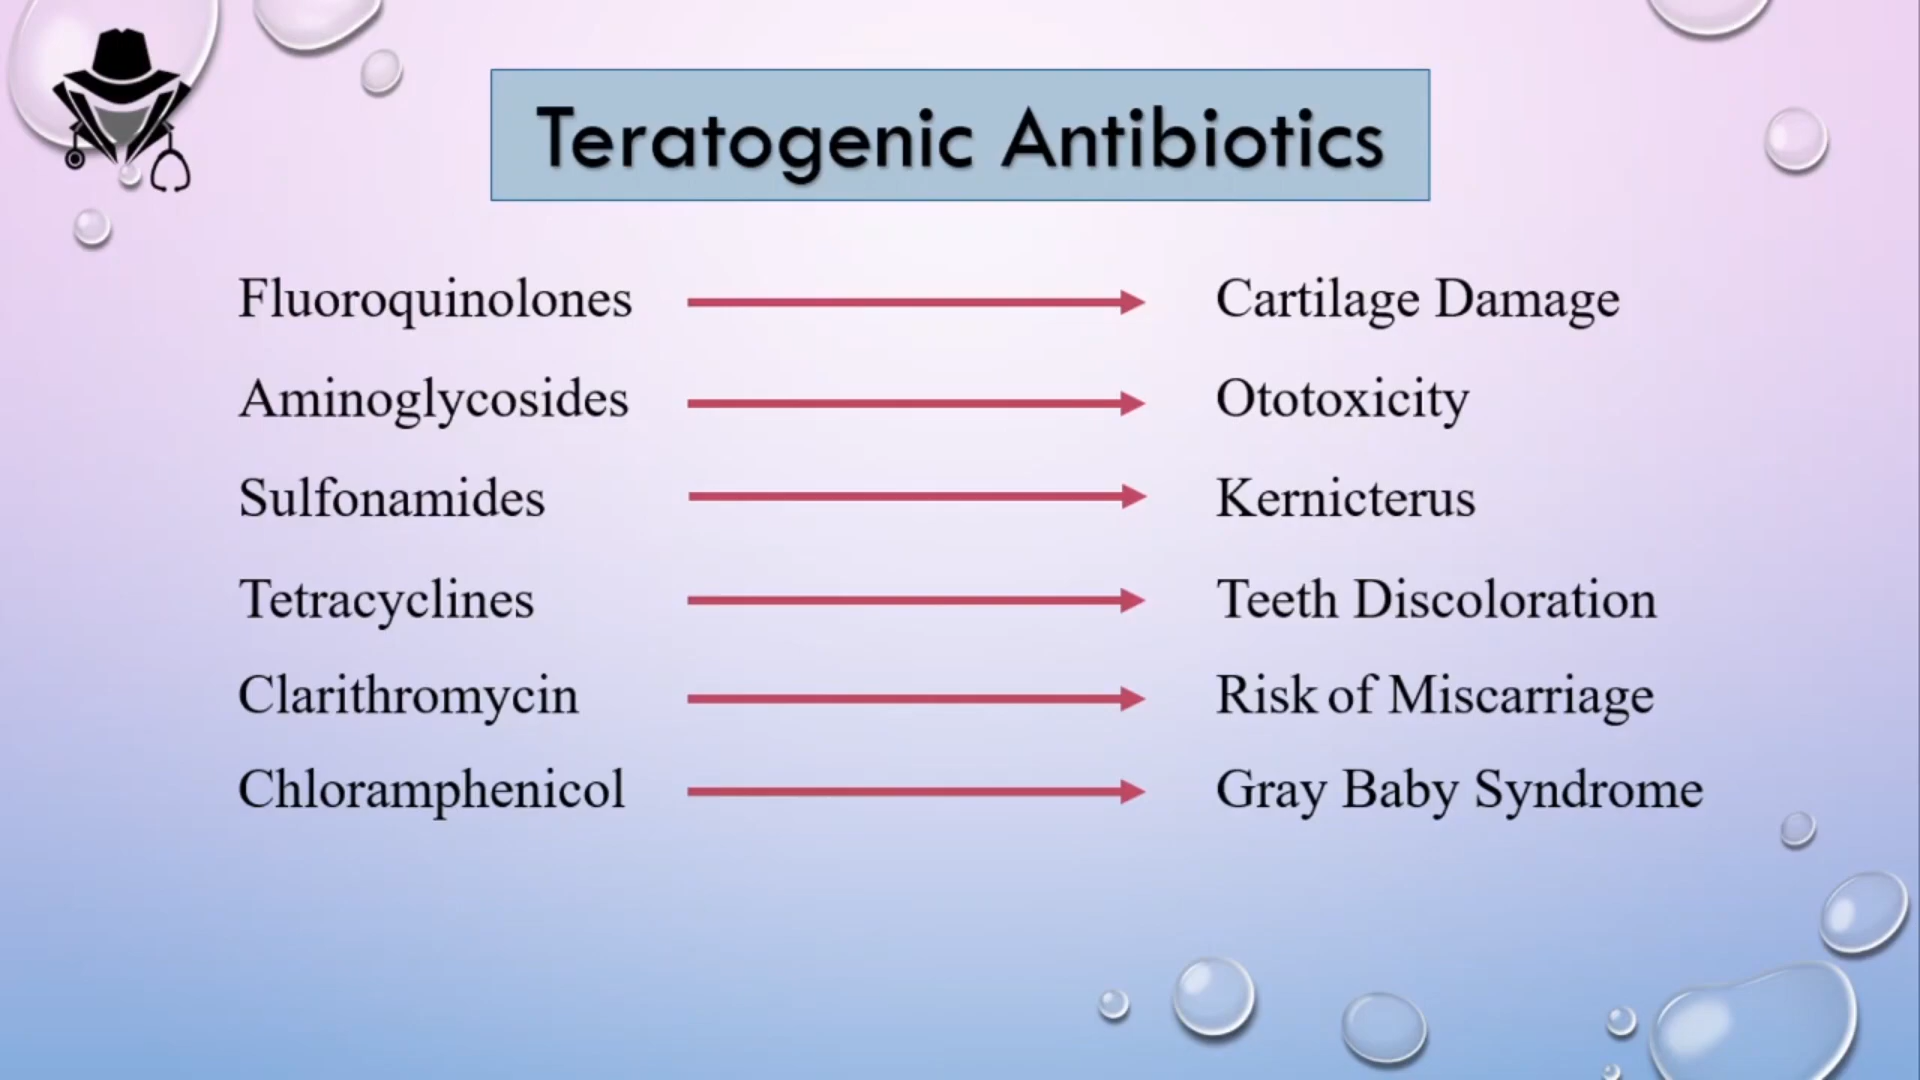 Teratogenic Antibiotics
Fluoroquinolones Cartilage Damage
Aminoglycosides Ototoxicity
Sulfonamides Kernicterus
Tetracyclines Teeth Discoloration
Clarithromycin Risk of Miscarriage
Chloramphenicol Gray Baby Syndrome